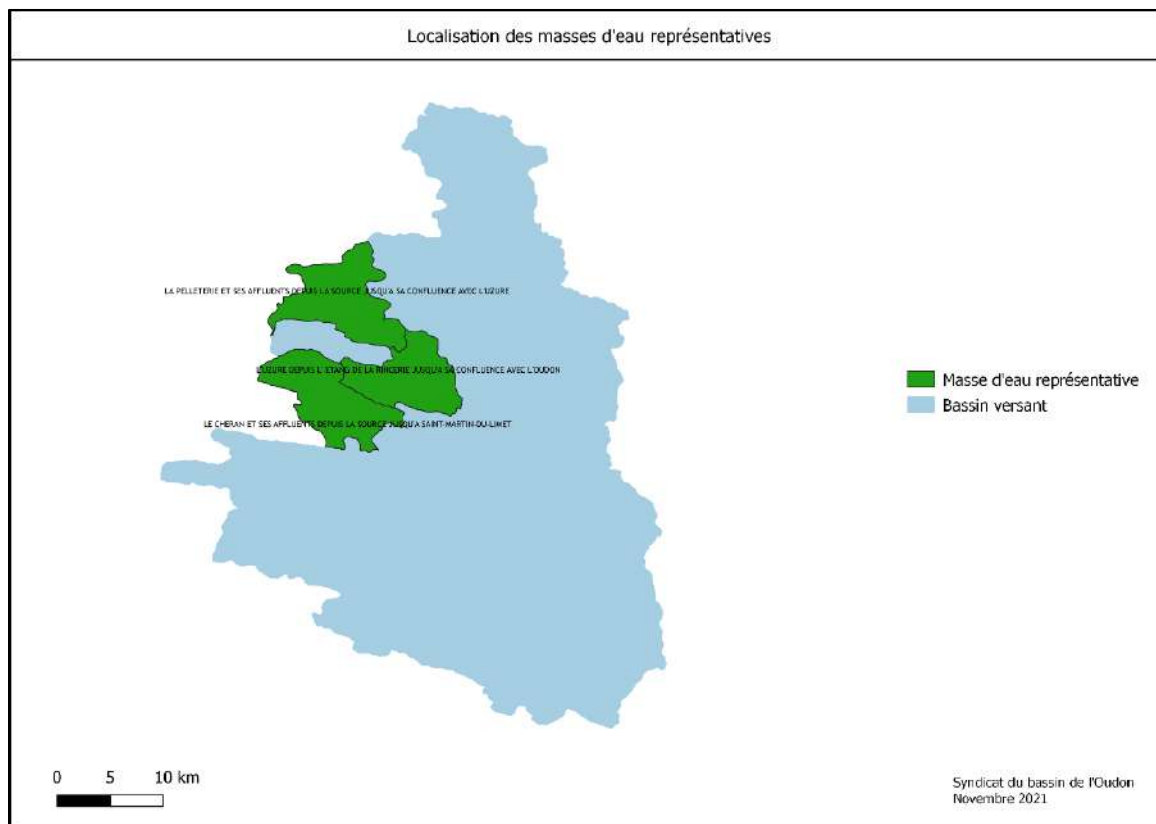 Localisation des masses d'eau représentatives
LA PELLETERIE ET SES AFFLUENTS DEPUIS LA SOURCE JUSQU'A SA CONFLUENCE AVEC L'UZURE
L'UZURE DEPUIS L'ETANG DE LA RINCERIE JUSQU'A SA CONFLUENCE AVEC L'OUDON
LE CHERAN ET SES AFFLUENTS DEPUIS LA SOURCE JUSQU'A SAINT-MARTIN-DU-LIMET
Masse d'eau représentative
Bassin versant
0 5 10 km
Syndicat du bassin de l'Oudon
Novembre 2021